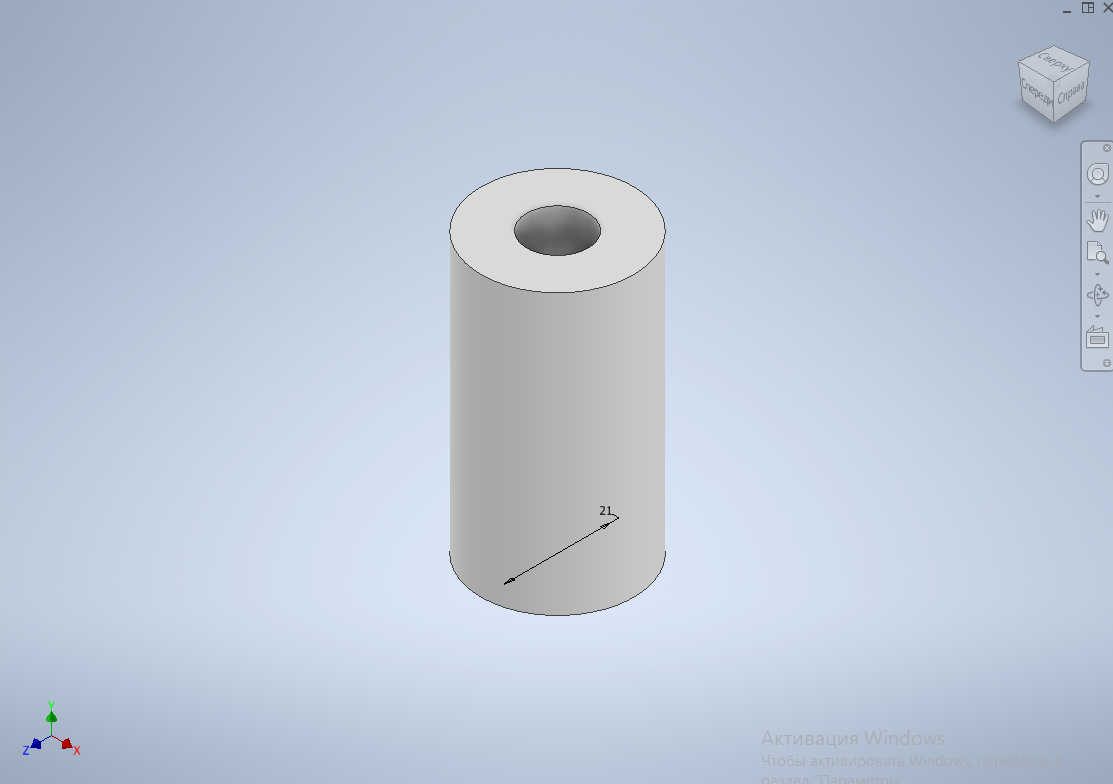 Сверху
Спереди
Справа
21
Y
Z
X
Активация Windows
Чтобы активировать Windows, перейдите в
раздел "Параметры".